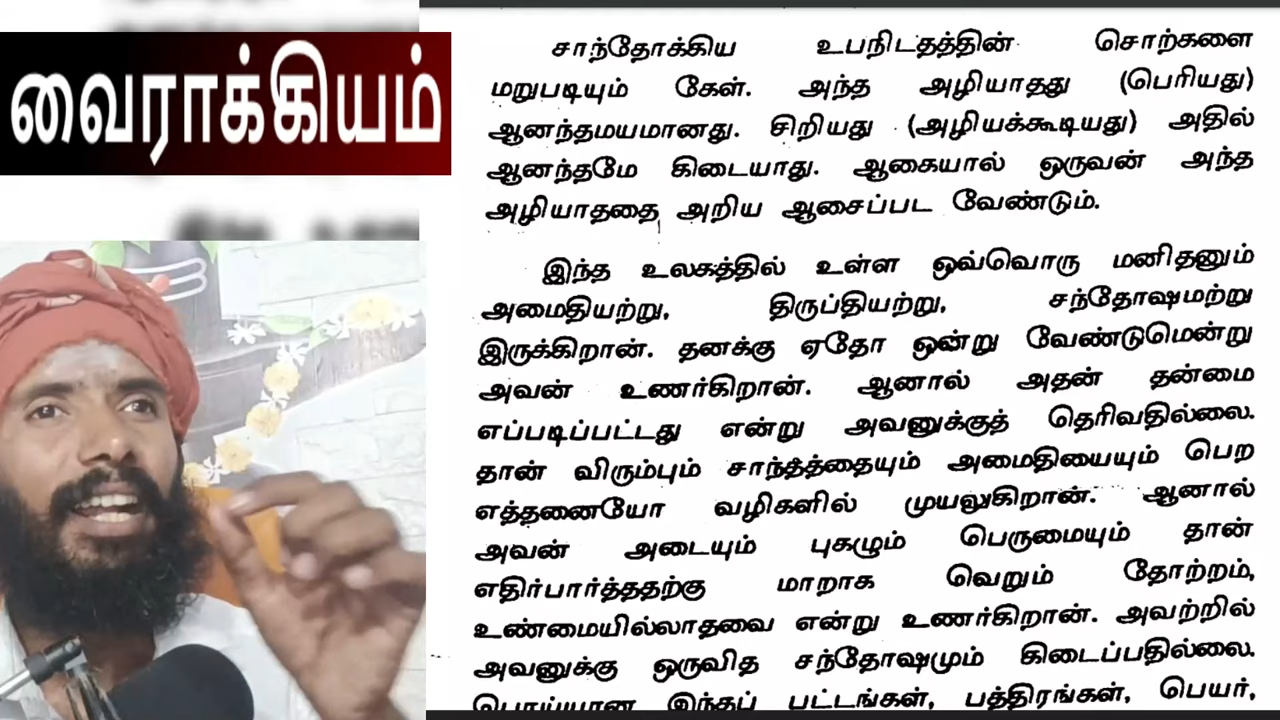 வைராக்கியம்
சாந்தோக்கிய உபநிடதத்தின் சொற்களை
மறுபடியும் கேள். அந்த அழியாதது (பெரியது)
ஆனந்தமயமானது. சிறியது (அழியக்கூடியது) அதில்
ஆனந்தமே கிடையாது. ஆகையால் ஒருவன் அந்த
அழியாததை அறிய ஆசைப்பட வேண்டும்.
இந்த உலகத்தில் உள்ள ஒவ்வொரு மனிதனும்
அமைதியற்று, திருப்தியற்று, சந்தோஷமற்று
இருக்கிறான். தனக்கு ஏதோ ஒன்று வேண்டுமென்று
அவன் உணர்கிறான். ஆனால் அதன் தன்மை
எப்படிப்பட்டது என்று அவனுக்குத் தெரிவதில்லை.
தான் விரும்பும் சாந்தத்தையும் அமைதியையும் பெற
எத்தனையோ வழிகளில் முயலுகிறான். ஆனால்
அவன் அடையும் புகழும் பெருமையும் தான்
எதிர்பார்த்ததற்கு மாறாக வெறும் தோற்றம்,
உண்மையில்லாதவை என்று உணர்கிறான். அவற்றில்
அவனுக்கு ஒருவித சந்தோஷமும் கிடைப்பதில்லை.
பொய்யான இந்தப் பட்டங்கள், பத்திரங்கள், பெயர்,